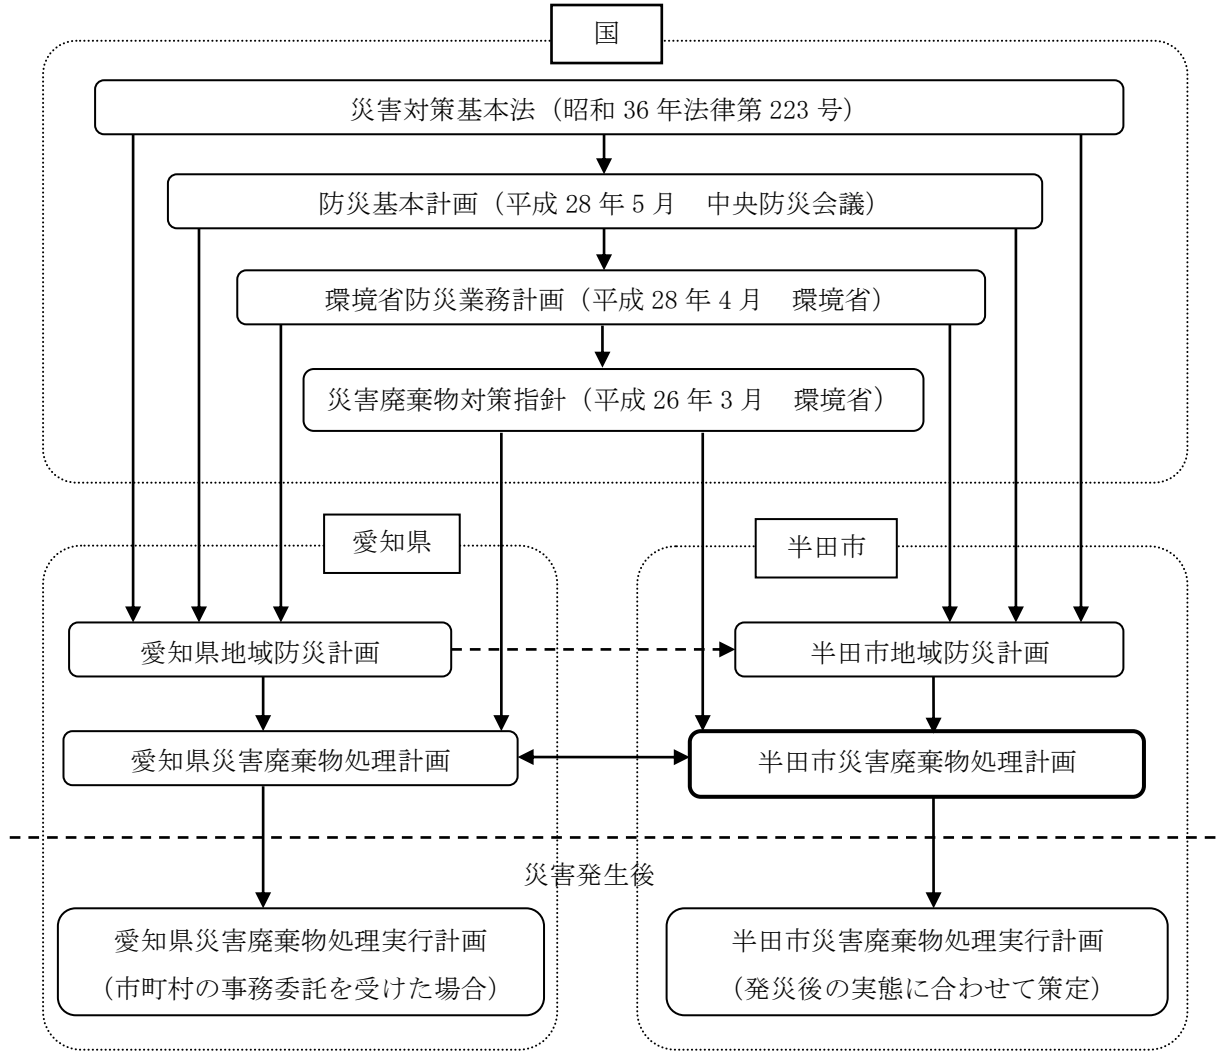 国
災害対策基本法（昭和 36 年法律第 223 号）
防災基本計画（平成 28 年 5 月　中央防災会議）
環境省防災業務計画（平成 28 年 4 月　環境省）
災害廃棄物対策指針（平成 26 年 3 月　環境省）
愛知県
半田市
愛知県地域防災計画
半田市地域防災計画
愛知県災害廃棄物処理計画
半田市災害廃棄物処理計画
災害発生後
愛知県災害廃棄物処理実行計画
（市町村の事務委託を受けた場合）
半田市災害廃棄物処理実行計画
（発災後の実態に合わせて策定）